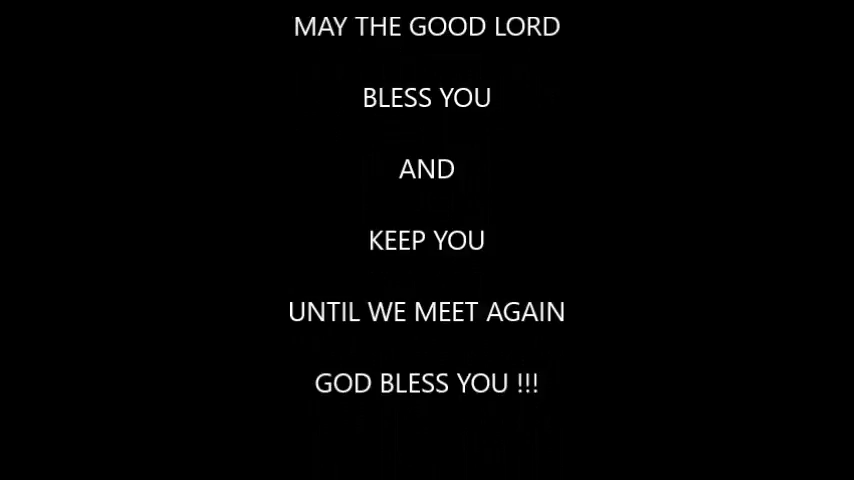 MAY THE GOOD LORD
BLESS YOU
AND
KEEP YOU
UNTIL WE MEET AGAIN
GOD BLESS YOU !!!